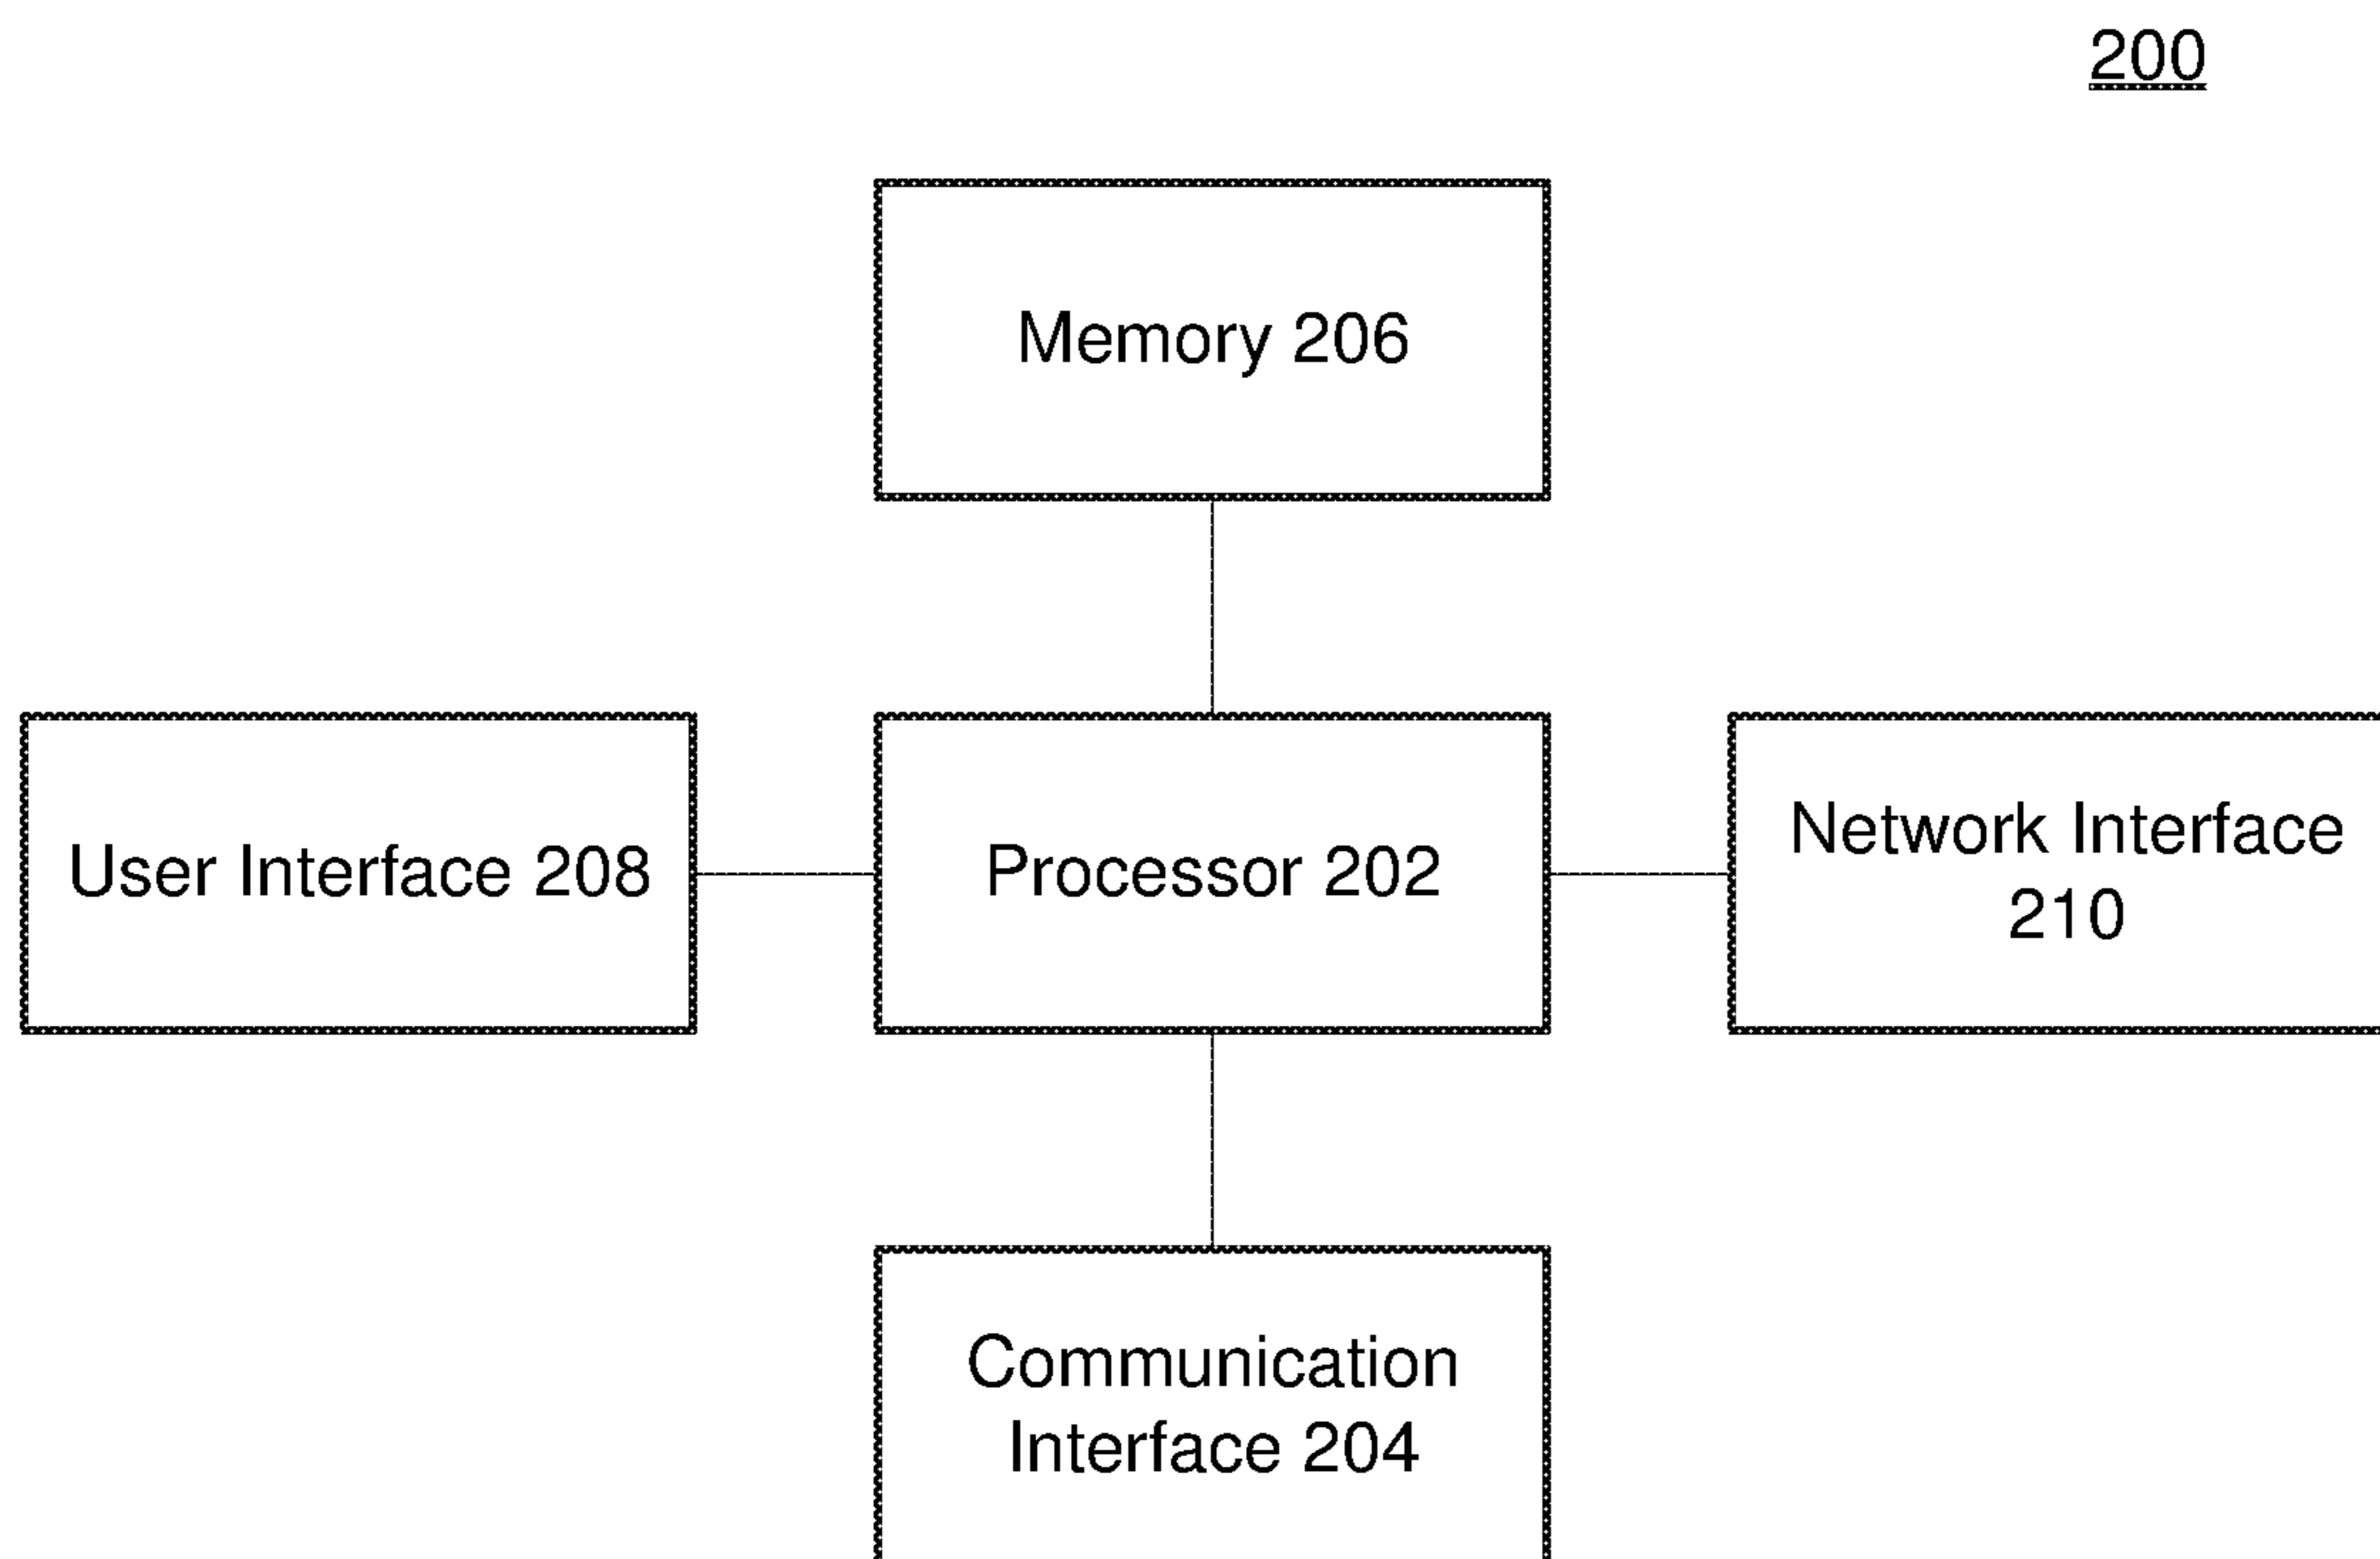 200
Memory 206
User Interface 208
Processor 202
Network Interface
210
Communication
Interface 204